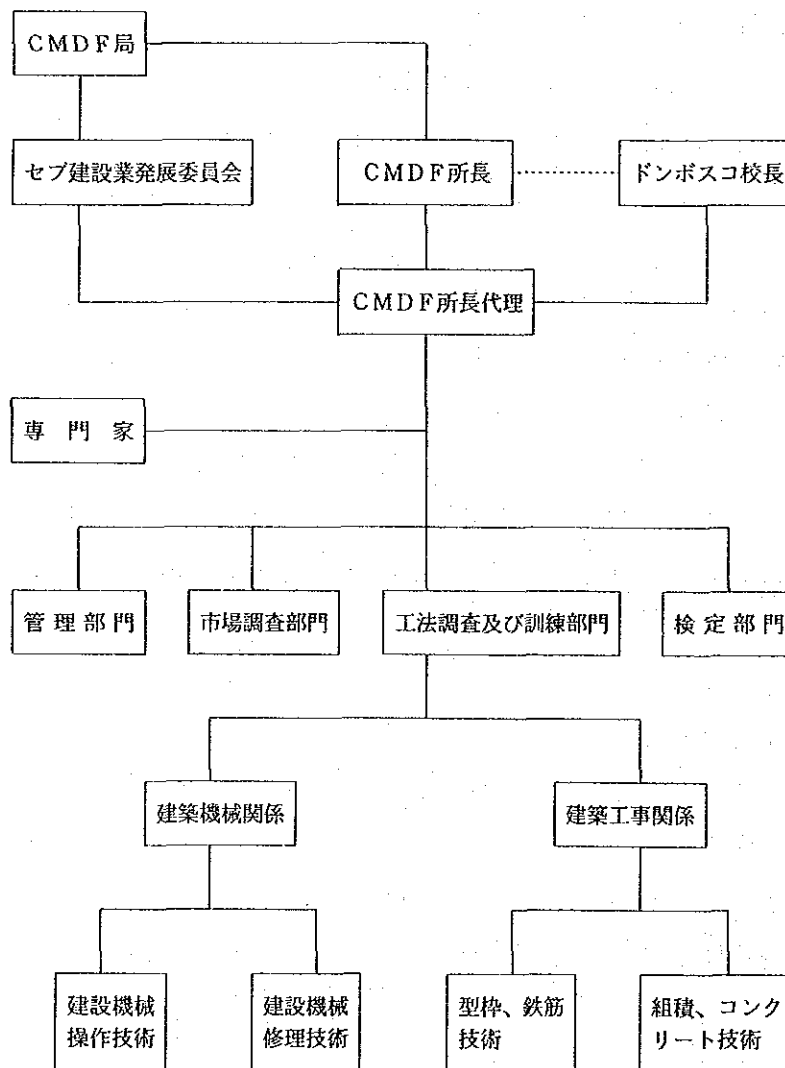 CMDF局
セブ建設業発展委員会
CMDF所長
ドンボスコ校長
CMDF所長代理
専門家
管理部門
市場調査部門
工法調査及び訓練部門
検定部門
建築機械関係
建築工事関係
建設機械
操作技術
建設機械
修理技術
型枠、鉄筋
技術
組積、コンク
リート技術